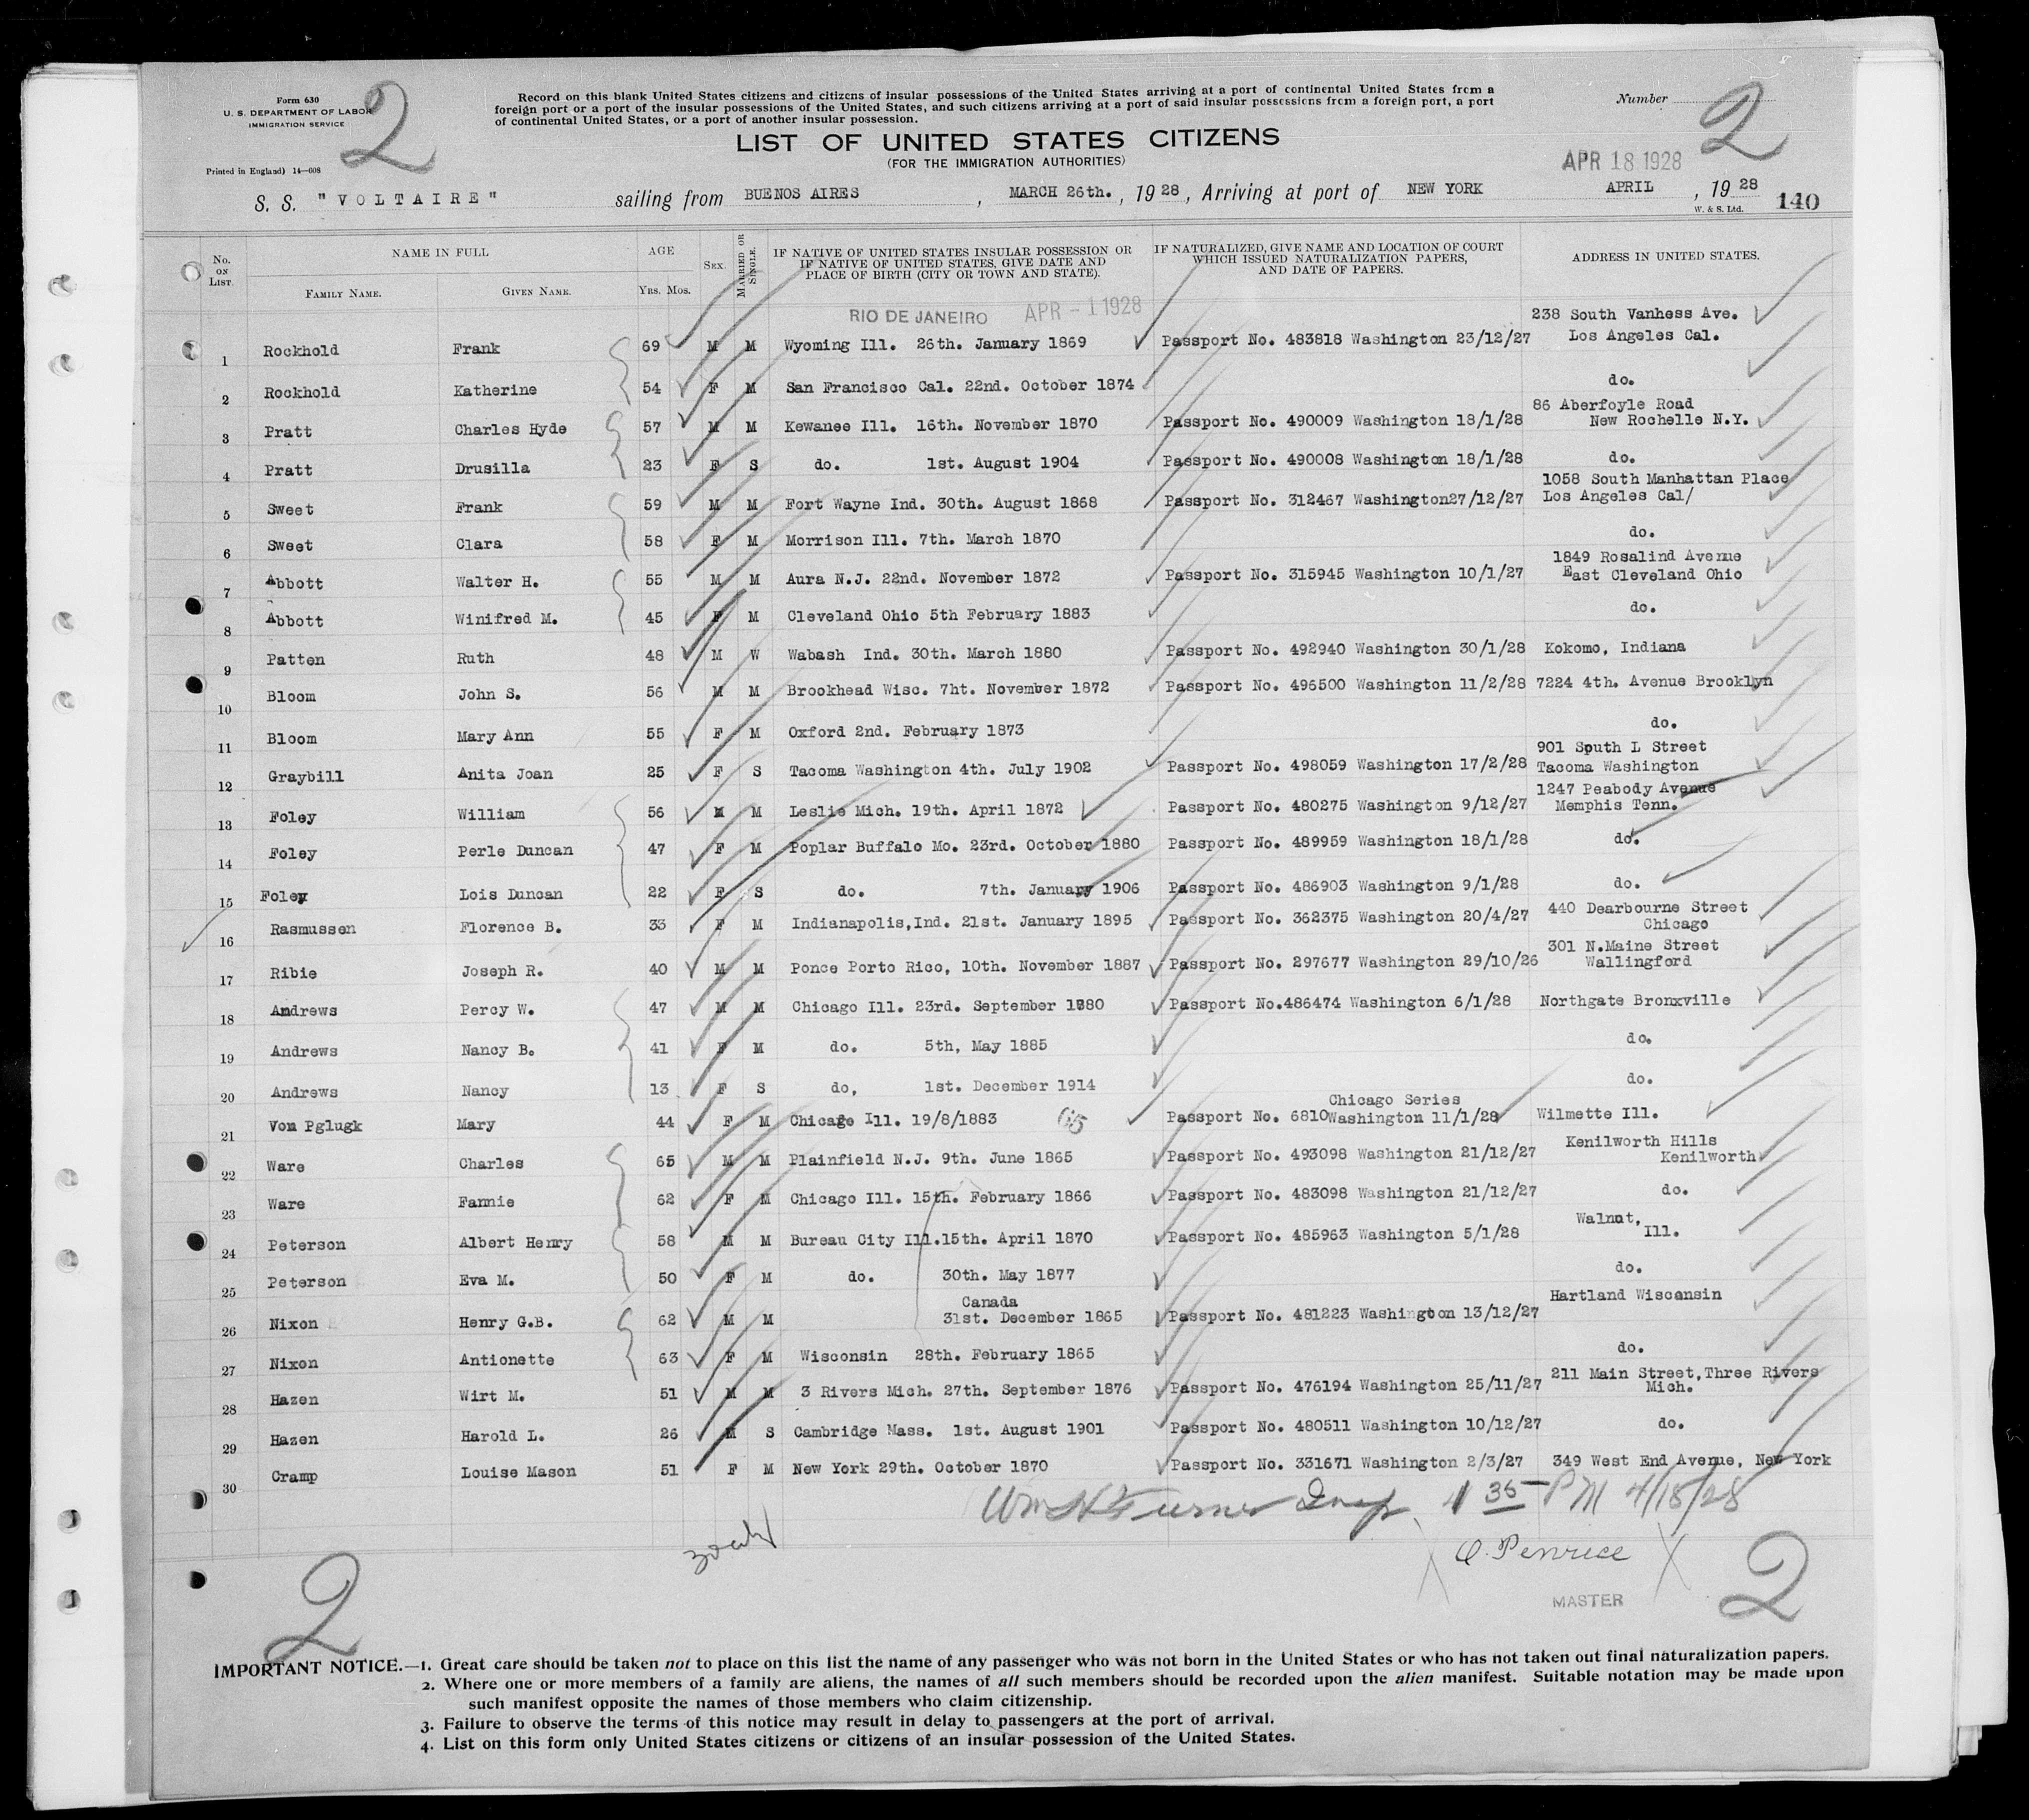 Form 630
U. S. DEPARTMENT OF LABOR
IMMIGRATION SERVICE
Printed in England) 14—608
2
Record on this blank United States citizens and citizens of insular possessions of the United States arriving at a port of continental United States from a
foreign port or a port of the insular possessions of the United States, and such citizens arriving at a port of said insular possessions from a foreign port, a port
of continental United States, or a port of another insular possession.
LIST OF UNITED STATES CITIZENS
(FOR THE IMMIGRATION AUTHORITIES)
Number
2
APR 18 1928
S. S. "VOLTAIRE" sailing from BUENOS AIRES, MARCH 26th., 1928, Arriving at port of NEW YORK APRIL, 1928
W. & S. Ltd.
140
No. ON LIST. NAME IN FULL FAMILY NAME. GIVEN NAME. AGE Yrs. Mos. SEX. MARRIED OR SINGLE. IF NATIVE OF UNITED STATES INSULAR POSSESSION OR IF NATIVE OF UNITED STATES, GIVE DATE AND PLACE OF BIRTH (CITY OR TOWN AND STATE). IF NATURALIZED, GIVE NAME AND LOCATION OF COURT WHICH ISSUED NATURALIZATION PAPERS, AND DATE OF PAPERS. ADDRESS IN UNITED STATES.
RIO DE JANEIRO APR - 1 1928
1 Rockhold Frank 69 M M Wyoming Ill. 26th. January 1869 Passport No. 483818 Washington 23/12/27 238 South Vanhess Ave. Los Angeles Cal.
2 Rockhold Katherine 54 F M San Francisco Cal. 22nd. October 1874 do.
3 Pratt Charles Hyde 57 M M Kewanee Ill. 16th. November 1870 Passport No. 490009 Washington 18/1/28 86 Aberfoyle Road New Rochelle N.Y.
4 Pratt Drusilla 23 F S do. 1st. August 1904 Passport No. 490008 Washington 18/1/28 do.
5 Sweet Frank 59 M M Fort Wayne Ind. 30th. August 1868 Passport No. 312467 Washington27/12/27 1058 South Manhattan Place Los Angeles Cal/
6 Sweet Clara 58 F M Morrison Ill. 7th. March 1870 do.
7 Abbott Walter H. 55 M M Aura N.J. 22nd. November 1872 Passport No. 315945 Washington 10/1/27 1849 Rosalind Avenue East Cleveland Ohio
8 Abbott Winifred M. 45 F M Cleveland Ohio 5th February 1883 do.
9 Patten Ruth 48 M W Wabash Ind. 30th. March 1880 Passport No. 492940 Washington 30/1/28 Kokomo, Indiana
10 Bloom John S. 56 M M Brookhead Wisc. 7ht. November 1872 Passport No. 496500 Washington 11/2/28 7224 4th. Avenue Brooklyn
11 Bloom Mary Ann 55 F M Oxford 2nd. February 1873 do.
12 Graybill Anita Joan 25 F S Tacoma Washington 4th. July 1902 Passport No. 498059 Washington 17/2/28 901 South L Street Tacoma Washington
13 Foley William 56 M M Leslie Mich. 19th. April 1872 Passport No. 480275 Washington 9/12/27 1247 Peabody Avenue Memphis Tenn.
14 Foley Perle Duncan 47 F M Poplar Buffalo Mo. 23rd. October 1880 Passport No. 489959 Washington 18/1/28 do.
15 Foley Lois Duncan 22 F S do. 7th. January 1906 Passport No. 486903 Washington 9/1/28 do.
16 Rasmussen Florence B. 33 F M Indianapolis,Ind. 21st. January 1895 Passport No. 362375 Washington 20/4/27 440 Dearbourne Street Chicago
17 Ribie Joseph R. 40 M M Ponce Porto Rico, 10th. November 1887 Passport No. 297677 Washington 29/10/26 301 N.Maine Street Wallingford
18 Andrews Percy W. 47 M M Chicago Ill. 23rd. September 1880 Passport No.486474 Washington 6/1/28 Northgate Bronxville
19 Andrews Nancy B. 41 F M do. 5th, May 1885 do.
20 Andrews Nancy 13 F S do, 1st. December 1914 do.
21 Von Pglugk Mary 44 F M Chicago Ill. 19/8/1883 65 Passport No. 6810 Chicago Series Washington 11/1/28 Wilmette Ill.
22 Ware Charles 65 M M Plainfield N.J. 9th. June 1865 Passport No. 493098 Washington 21/12/27 Kenilworth Hills Kenilworth
23 Ware Fannie 62 F M Chicago Ill. 15th. February 1866 Passport No. 483098 Washington 21/12/27 do.
24 Peterson Albert Henry 58 M M Bureau City Ill.15th. April 1870 Passport No. 485963 Washington 5/1/28 Walnut, Ill.
25 Peterson Eva M. 50 F M do. 30th. May 1877 do.
26 Nixon Henry G.B. 62 M M Canada 31st. December 1865 Passport No. 481223 Washington 13/12/27 Hartland Wisconsin
27 Nixon Antionette 63 F M Wisconsin 28th. February 1865 do.
28 Hazen Wirt M. 51 M M 3 Rivers Mich. 27th. September 1876 Passport No. 476194 Washington 25/11/27 211 Main Street,Three Rivers Mich.
29 Hazen Harold L. 26 M S Cambridge Mass. 1st. August 1901 Passport No. 480511 Washington 10/12/27 do.
30 Cramp Louise Mason 51 F M New York 29th. October 1870 Passport No. 331671 Washington 2/3/27 349 West End Avenue, New York
Wm H Turner Insp. 4 35 PM 4/18/28
O. Penrice
MASTER
2
2
IMPORTANT NOTICE.—1. Great care should be taken not to place on this list the name of any passenger who was not born in the United States or who has not taken out final naturalization papers.
2. Where one or more members of a family are aliens, the names of all such members should be recorded upon the alien manifest. Suitable notation may be made upon
such manifest opposite the names of those members who claim citizenship.
3. Failure to observe the terms of this notice may result in delay to passengers at the port of arrival.
4. List on this form only United States citizens or citizens of an insular possession of the United States.